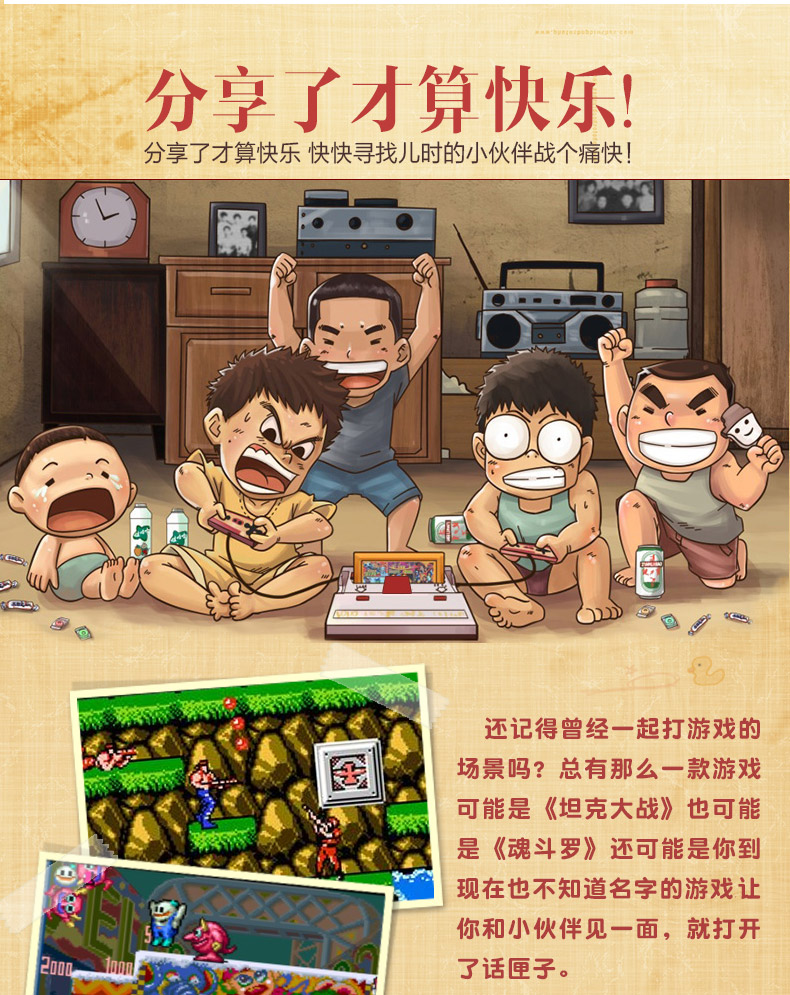 分享了才算快乐!
分享了才算快乐 快快寻找儿时的小伙伴战个痛快!
还记得曾经一起打游戏的
场景吗？总有那么一款游戏
可能是《坦克大战》也可能
是《魂斗罗》还可能是你到
现在也不知道名字的游戏让
你和小伙伴见一面，就打开
了话匣子。
2000
1000